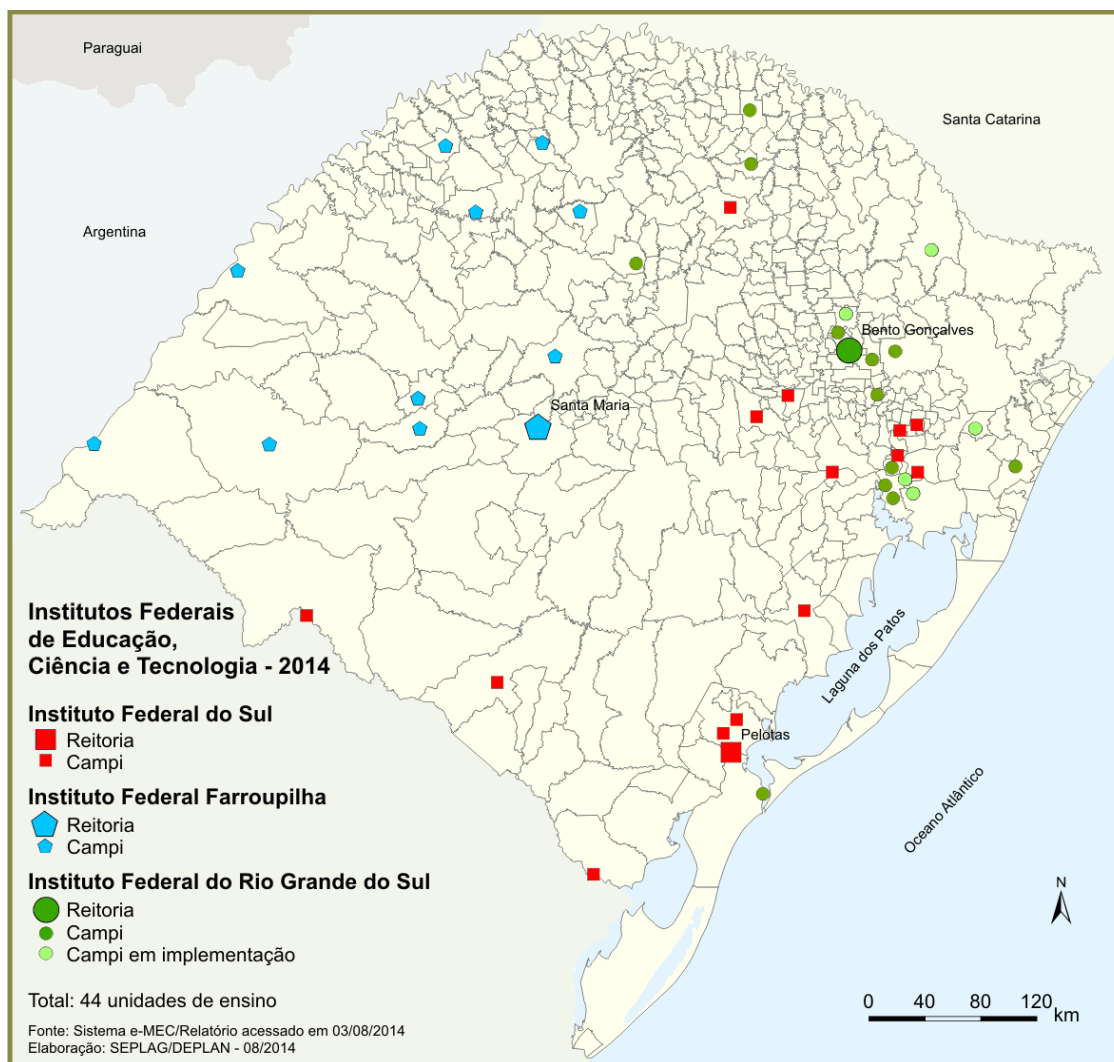 Paraguai
Santa Catarina
Argentina
Bento Gonçalves
Santa Maria
Laguna dos Patos
Pelotas
Oceano Atlântico
Institutos Federais
de Educação,
Ciência e Tecnologia - 2014
Instituto Federal do Sul
Reitoria
Campi
Instituto Federal Farroupilha
Reitoria
Campi
Instituto Federal do Rio Grande do Sul
Reitoria
Campi
Campi em implementação
Total: 44 unidades de ensino
Fonte: Sistema e-MEC/Relatório acessado em 03/08/2014
Elaboração: SEPLAG/DEPLAN - 08/2014
N
0 40 80 120 km